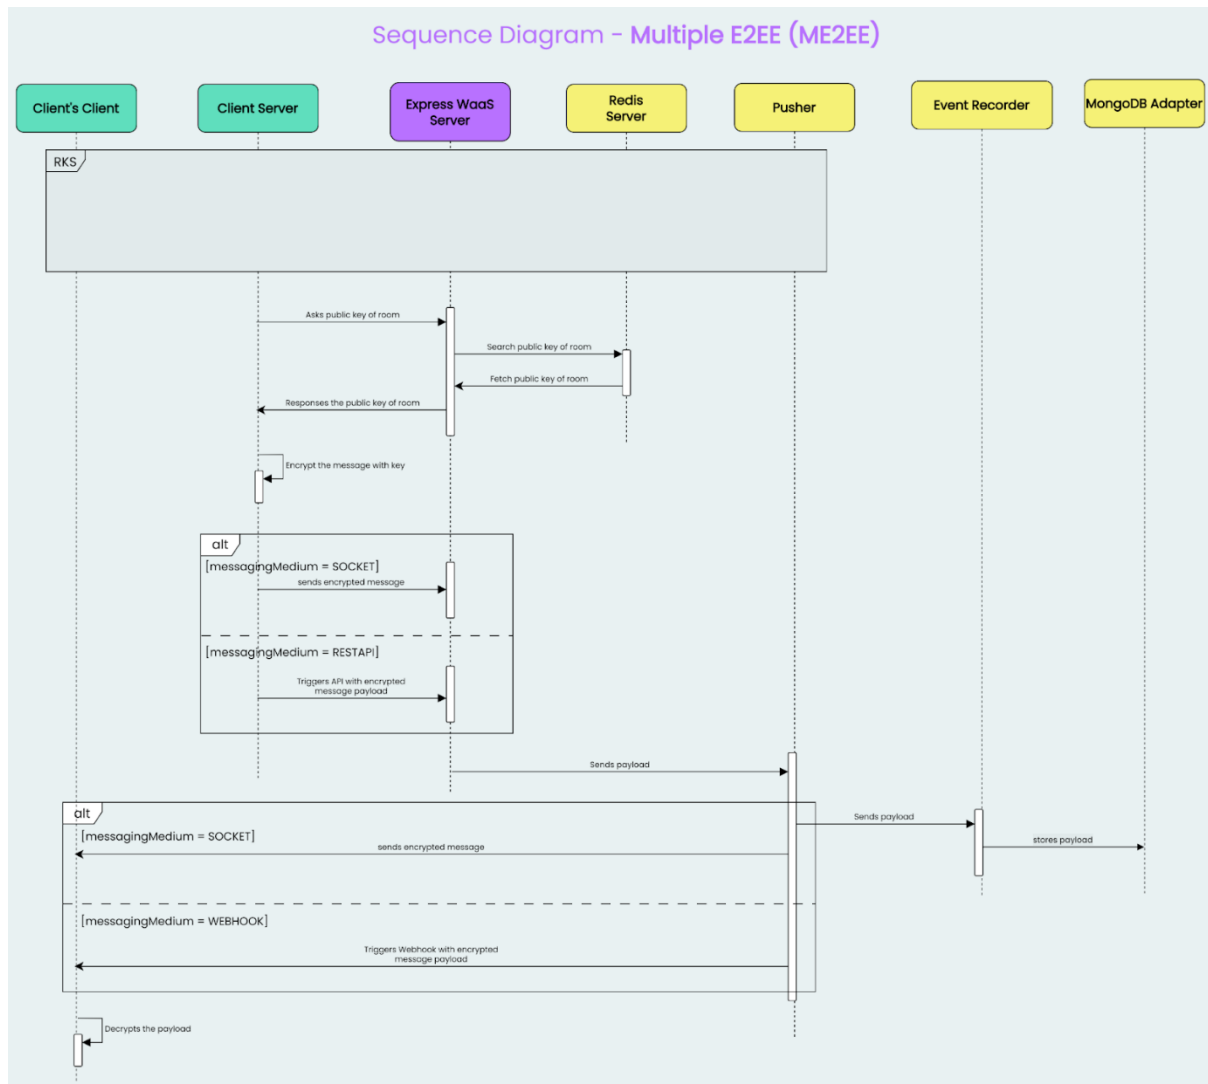 Sequence Diagram - Multiple E2EE (ME2EE)
Client's Client
Client Server
Express WaaS
Server
Redis
Server
Pusher
Event Recorder
MongoDB Adapter
RKS
Asks public key of room
Search public key of room
Fetch public key of room
Responses the public key of room
Encrypt the message with key
alt
[messagingMedium = SOCKET]
sends encrypted message
[messagingMedium = RESTAPI]
Triggers API with encrypted
message payload
Sends payload
alt
Sends payload
[messagingMedium = SOCKET]
stores payload
sends encrypted message
[messagingMedium = WEBHOOK]
Triggers Webhook with encrypted
message payload
Decrypts the payload